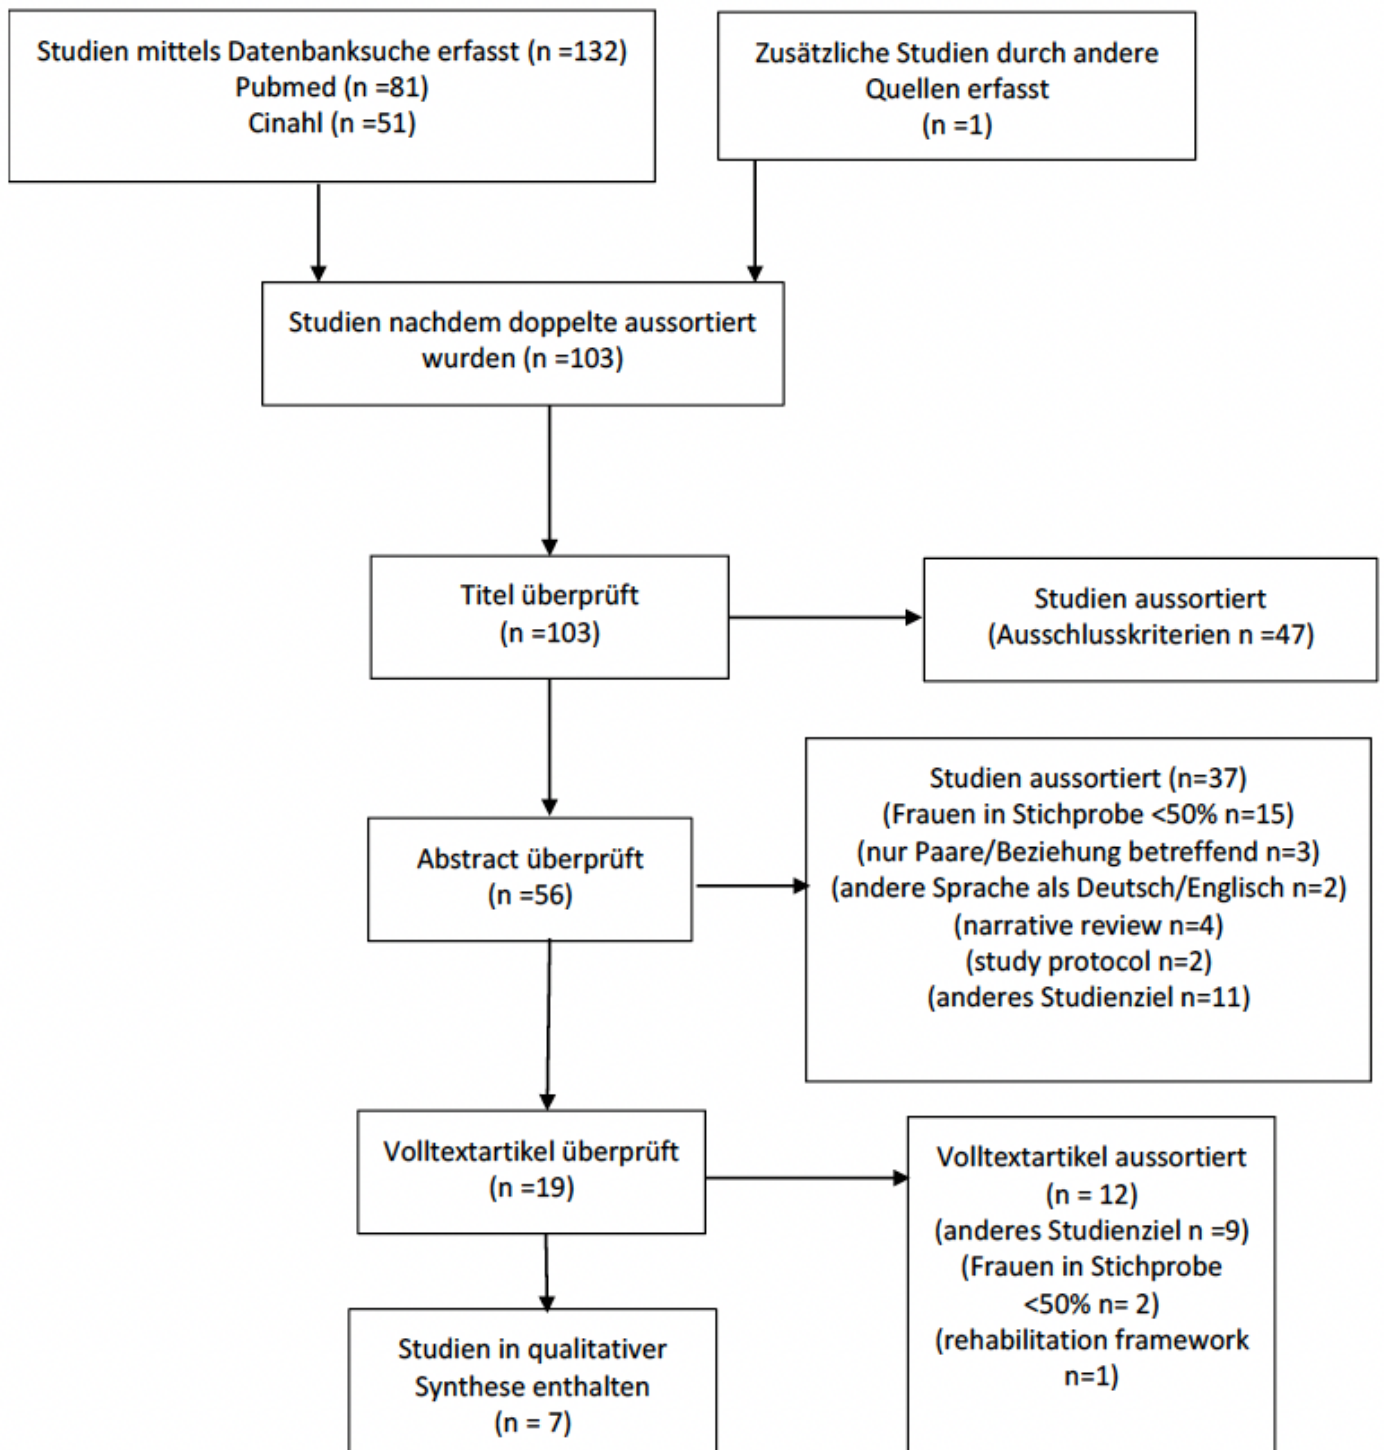 Studien mittels Datenbanksuche erfasst (n =132)
Pubmed (n =81)
Cinahl (n =51)
Zusätzliche Studien durch andere
Quellen erfasst
(n =1)
Studien nachdem doppelte aussortiert
wurden (n =103)
Titel überprüft
(n =103)
Studien aussortiert
(Ausschlusskriterien n =47)
Abstract überprüft
(n =56)
Studien aussortiert (n=37)
(Frauen in Stichprobe <50% n=15)
(nur Paare/Beziehung betreffend n=3)
(andere Sprache als Deutsch/Englisch n=2)
(narrative review n=4)
(study protocol n=2)
(anderes Studienziel n=11)
Volltextartikel überprüft
(n =19)
Volltextartikel aussortiert
(n = 12)
(anderes Studienziel n =9)
(Frauen in Stichprobe
<50% n= 2)
(rehabilitation framework
n=1)
Studien in qualitativer
Synthese enthalten
(n = 7)